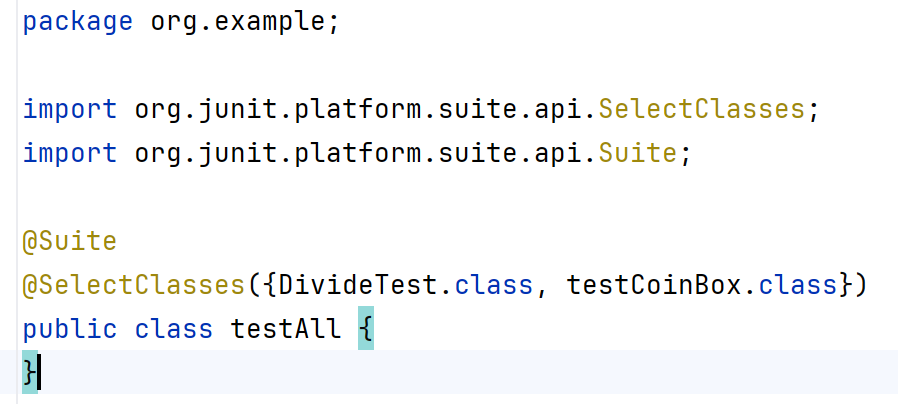 package org.example;
import org.junit.platform.suite.api.SelectClasses;
import org.junit.platform.suite.api.Suite;
@Suite
@SelectClasses({DivideTest.class, testCoinBox.class})
public class testAll {
}